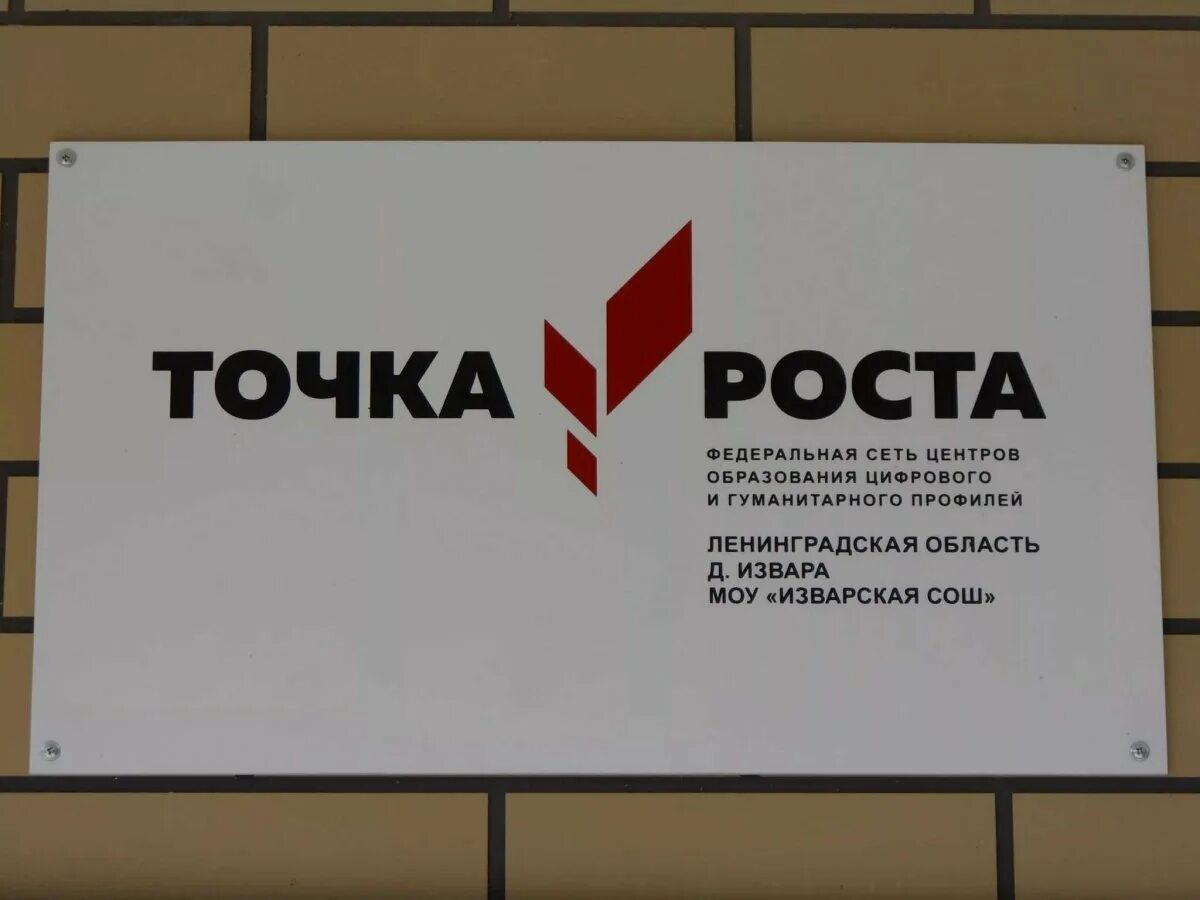 ТОЧКА РОСТА
ФЕДЕРАЛЬНАЯ СЕТЬ ЦЕНТРОВ
ОБРАЗОВАНИЯ ЦИФРОВОГО
И ГУМАНИТАРНОГО ПРОФИЛЕЙ
ЛЕНИНГРАДСКАЯ ОБЛАСТЬ
Д. ИЗВАРА
МОУ «ИЗВАРСКАЯ СОШ»